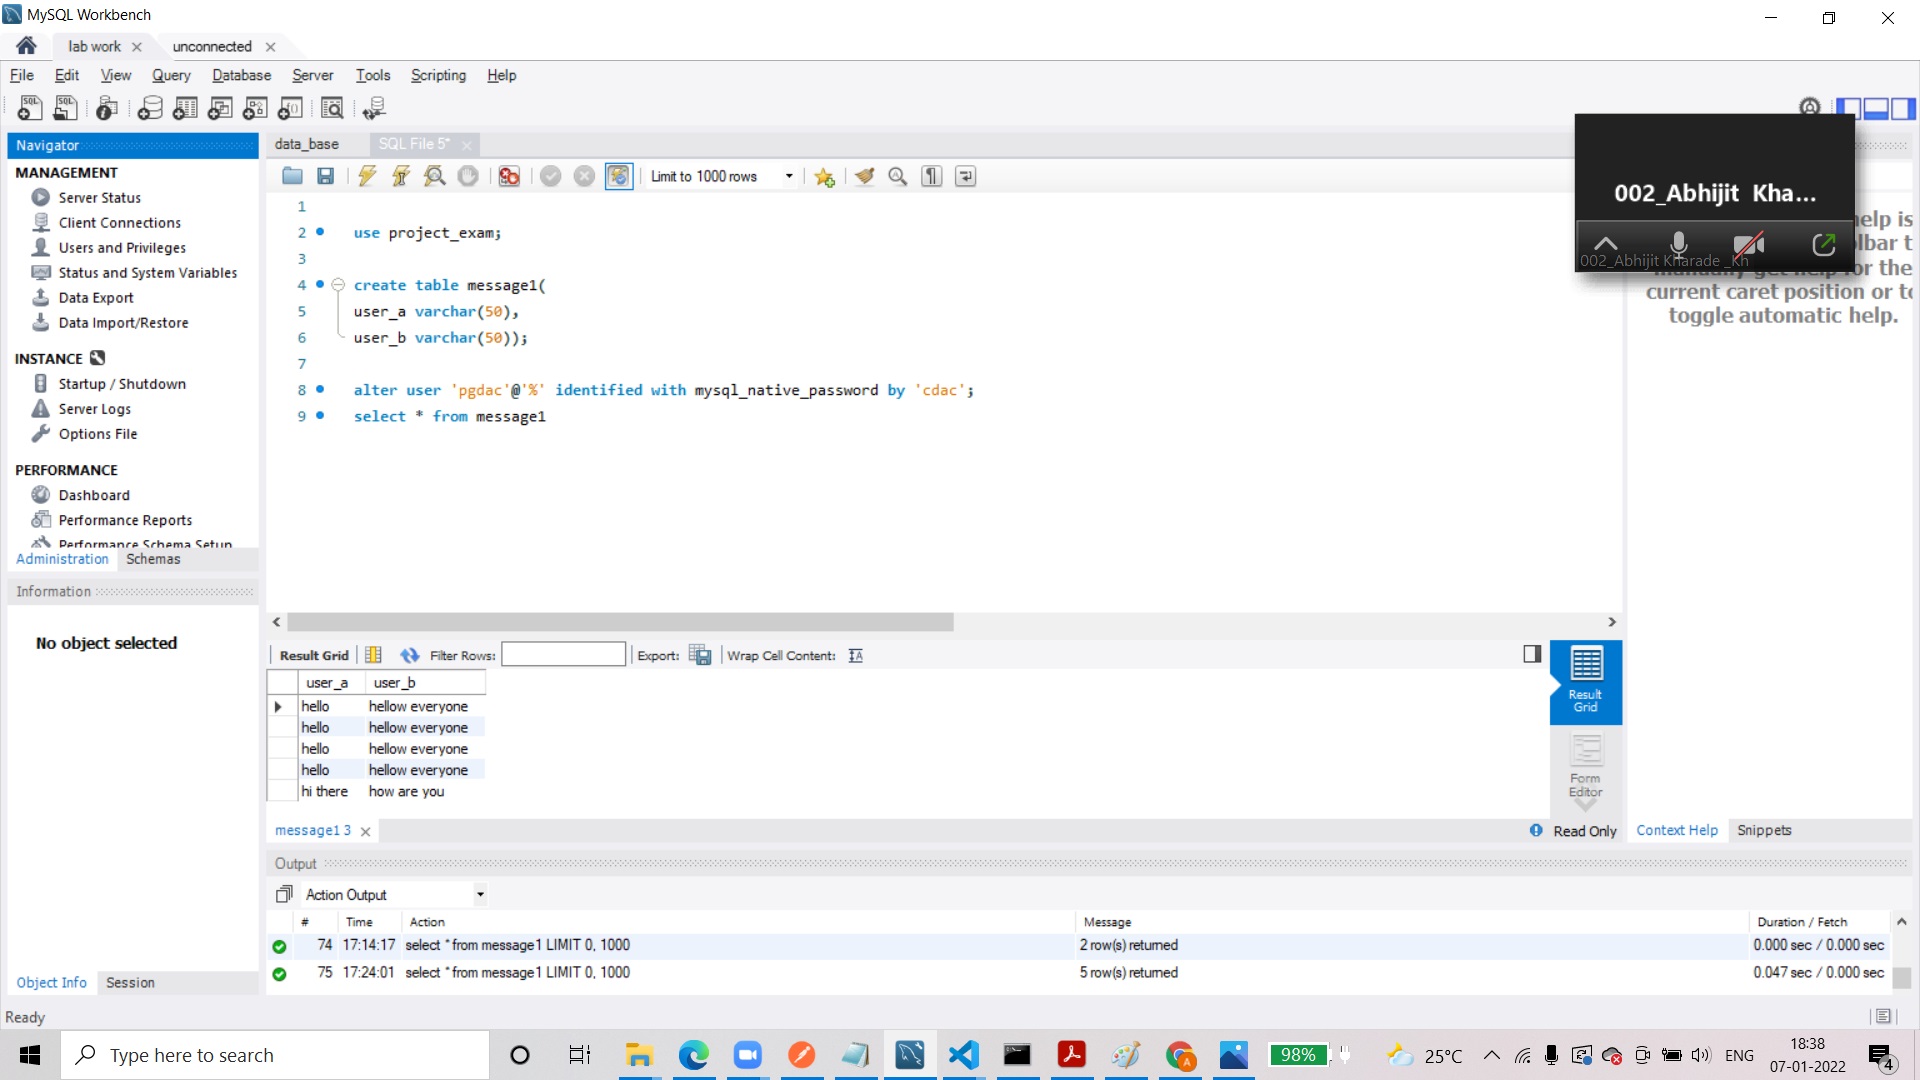 MySQL Workbench
lab work
unconnected
File Edit View Query Database Server Tools Scripting Help
Navigator
MANAGEMENT
Server Status
Client Connections
Users and Privileges
Status and System Variables
Data Export
Data Import/Restore
INSTANCE
Startup / Shutdown
Server Logs
Options File
PERFORMANCE
Dashboard
Performance Reports
Performance Schema Setup
Administration Schemas
Information
No object selected
Object Info Session
data_base
SQL File 5*
Limit to 1000 rows
1
2 use project_exam;
3
4 create table message1(
5 user_a varchar(50),
6 user_b varchar(50));
7
8 alter user 'pgdac'@'%' identified with mysql_native_password by 'cdac';
9 select * from message1
002_Abhijit Kha...
002_Abhijit Kharade _Kh
help is
lbar t
manually get help for the
current caret position or to
toggle automatic help.
Result Grid Filter Rows: Export: Wrap Cell Content:
user_a user_b
hello hellow everyone
hello hellow everyone
hello hellow everyone
hello hellow everyone
hi there how are you
Result
Grid
Form
Editor
message1 3
Read Only
Context Help Snippets
Output
Action Output
# Time Action Message Duration / Fetch
74 17:14:17 select * from message1 LIMIT 0, 1000 2 row(s) returned 0.000 sec / 0.000 sec
75 17:24:01 select * from message1 LIMIT 0, 1000 5 row(s) returned 0.047 sec / 0.000 sec
Ready
Type here to search
98%
25°C
ENG
18:38
07-01-2022
4